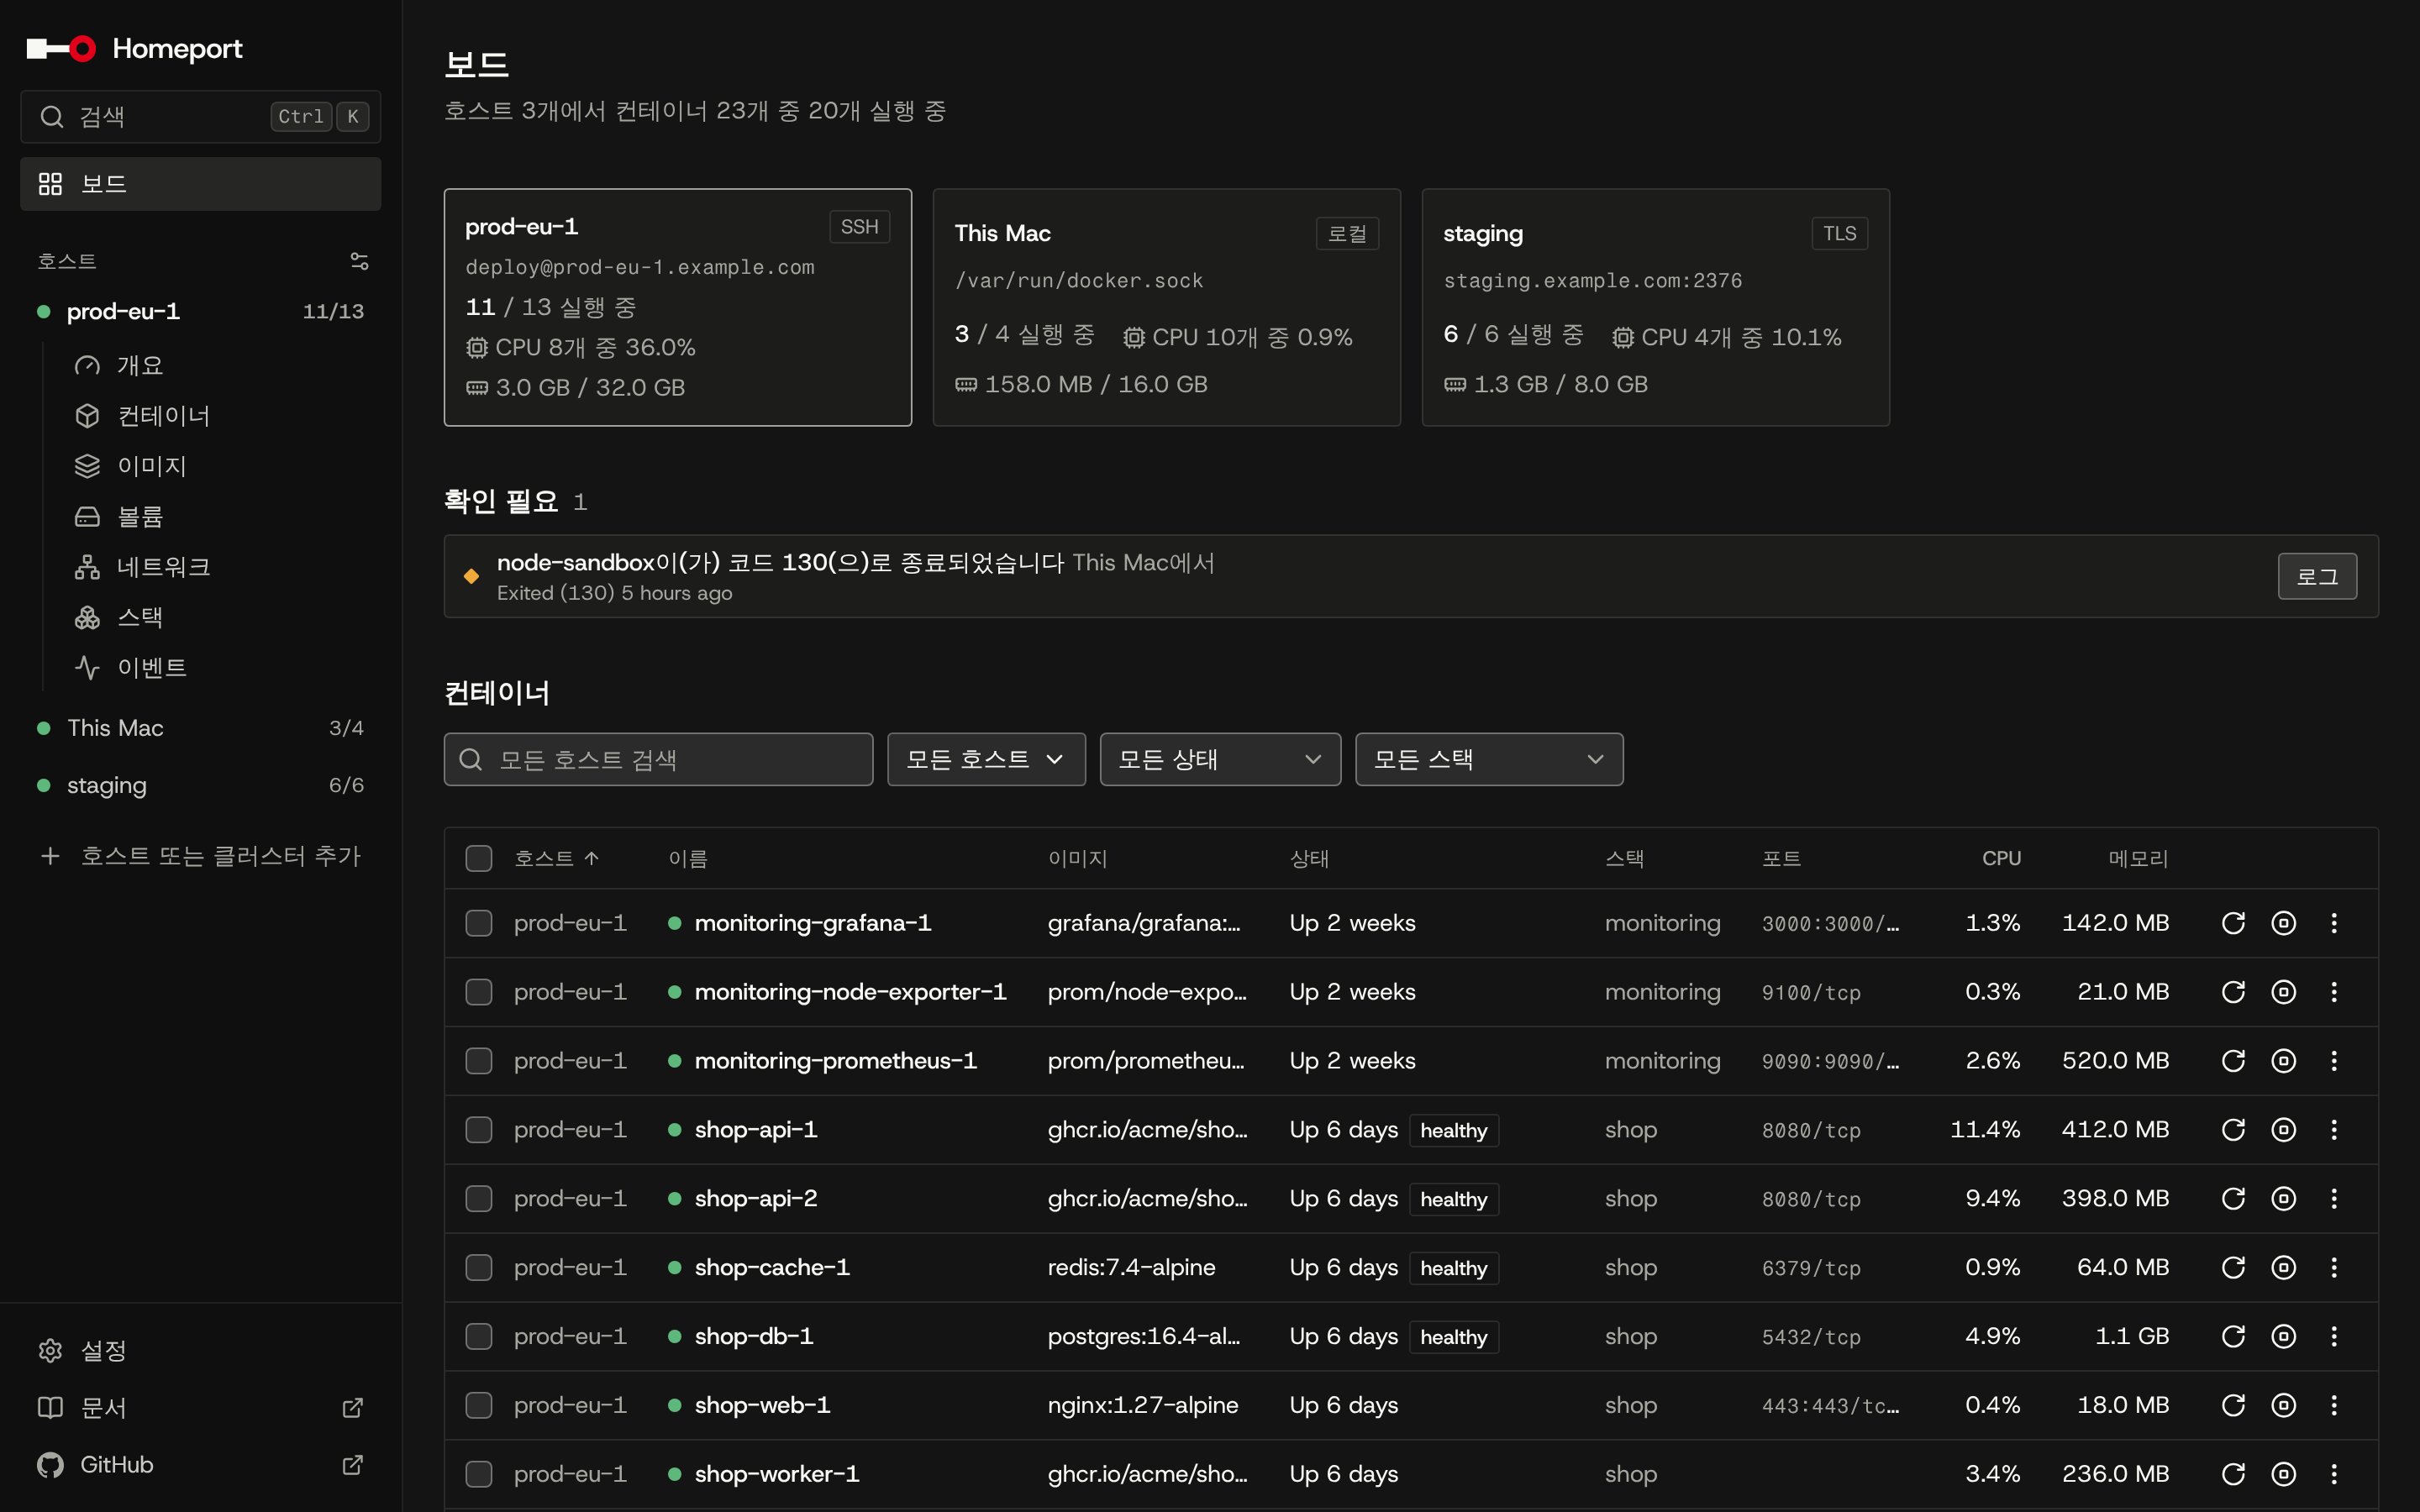 Homeport
검색 Ctrl K
보드
호스트
prod-eu-1 11/13
개요
컨테이너
이미지
볼륨
네트워크
스택
이벤트
This Mac 3/4
staging 6/6
호스트 또는 클러스터 추가
설정
문서
GitHub
보드
호스트 3개에서 컨테이너 23개 중 20개 실행 중
prod-eu-1 SSH
deploy@prod-eu-1.example.com
11 / 13 실행 중
CPU 8개 중 36.0%
3.0 GB / 32.0 GB
This Mac 로컬
/var/run/docker.sock
3 / 4 실행 중 CPU 10개 중 0.9%
158.0 MB / 16.0 GB
staging TLS
staging.example.com:2376
6 / 6 실행 중 CPU 4개 중 10.1%
1.3 GB / 8.0 GB
확인 필요 1
node-sandbox이(가) 코드 130(으)로 종료되었습니다 This Mac에서
Exited (130) 5 hours ago
로그
컨테이너
모든 호스트 검색 모든 호스트 모든 상태 모든 스택
호스트 이름 이미지 상태 스택 포트 CPU 메모리
prod-eu-1 monitoring-grafana-1 grafana/grafana:... Up 2 weeks monitoring 3000:3000/... 1.3% 142.0 MB
prod-eu-1 monitoring-node-exporter-1 prom/node-expo... Up 2 weeks monitoring 9100/tcp 0.3% 21.0 MB
prod-eu-1 monitoring-prometheus-1 prom/prometheu... Up 2 weeks monitoring 9090:9090/... 2.6% 520.0 MB
prod-eu-1 shop-api-1 ghcr.io/acme/sho... Up 6 days healthy shop 8080/tcp 11.4% 412.0 MB
prod-eu-1 shop-api-2 ghcr.io/acme/sho... Up 6 days healthy shop 8080/tcp 9.4% 398.0 MB
prod-eu-1 shop-cache-1 redis:7.4-alpine Up 6 days healthy shop 6379/tcp 0.9% 64.0 MB
prod-eu-1 shop-db-1 postgres:16.4-al... Up 6 days healthy shop 5432/tcp 4.9% 1.1 GB
prod-eu-1 shop-web-1 nginx:1.27-alpine Up 6 days shop 443:443/tc... 0.4% 18.0 MB
prod-eu-1 shop-worker-1 ghcr.io/acme/sho... Up 6 days shop 3.4% 236.0 MB